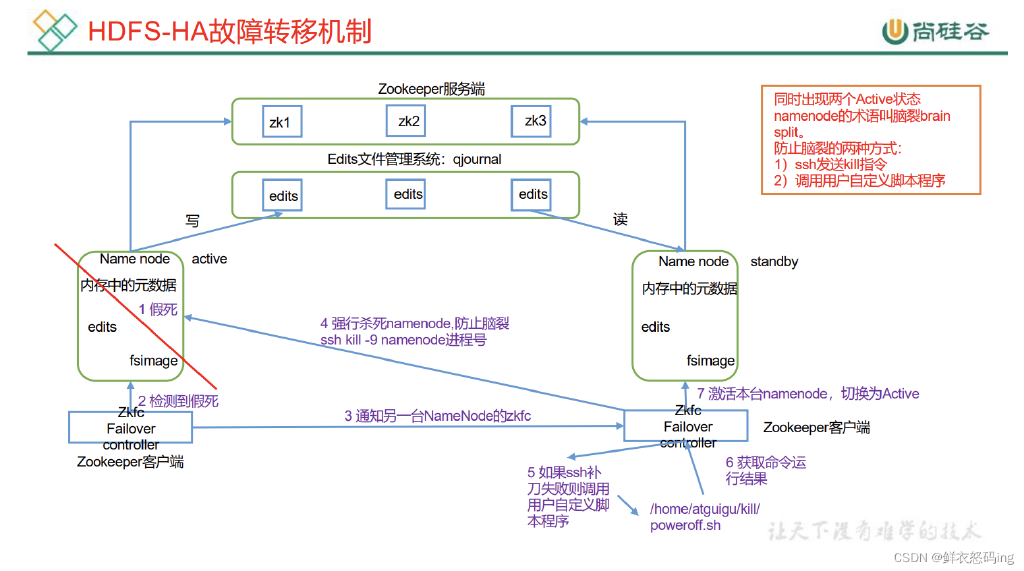 HDFS-HA故障转移机制
尚硅谷
Zookeeper服务端
zk1
zk2
zk3
同时出现两个Active状态
namenode的术语叫脑裂brain
split。
防止脑裂的两种方式：
1）ssh发送kill指令
2）调用用户自定义脚本程序
Edits文件管理系统：qjournal
edits
edits
edits
写
读
Name node
active
内存中的元数据
1 假死
edits
fsimage
Name node
standby
内存中的元数据
edits
fsimage
4 强行杀死namenode,防止脑裂
ssh kill -9 namenode进程号
2 检测到假死
3 通知另一台NameNode的zkfc
7 激活本台namenode，切换为Active
Zkfc
Failover
controller
Zookeeper客户端
Zkfc
Failover
controller
Zookeeper客户端
5 如果ssh补
刀失败则调用
用户自定义脚
本程序
6 获取命令运
行结果
/home/atguigu/kill/
poweroff.sh
让天下没有难学的技术
CSDN @鲜衣怒码ing